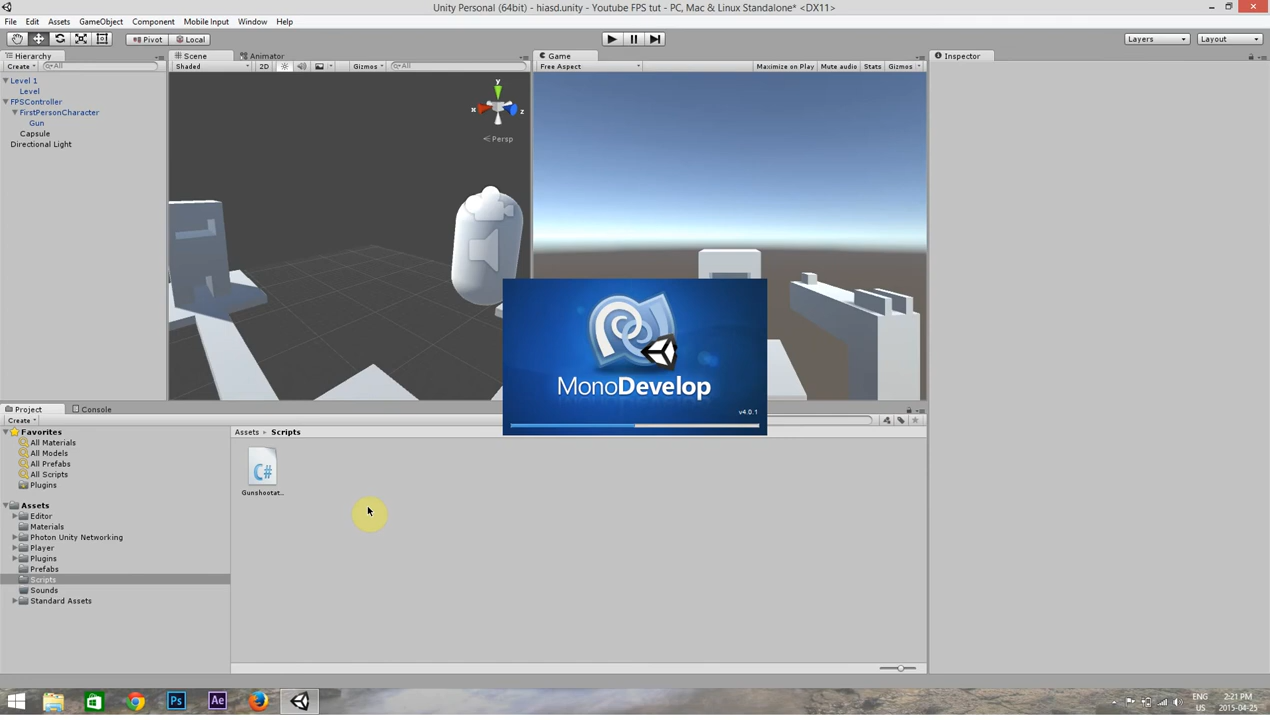 Unity Personal (64bit) - hiasd.unity - Youtube FPS tut - PC, Mac & Linux Standalone* <DX11>
File Edit Assets GameObject Component Mobile Input Window Help
Pivot Local Layers Layout
Hierarchy Scene Animator Game Inspector
Create All Shaded 2D Gizmos All Free Aspect Maximize on Play Mute audio Stats Gizmos
Level 1
Level
FPSController
FirstPersonCharacter
Gun
Capsule
Directional Light
y
x z
Persp
MonoDevelop
v4.0.1
Project Console
Create
Favorites
All Materials
All Models
All Prefabs
All Scripts
Plugins
Assets
Editor
Materials
Photon Unity Networking
Player
Plugins
Prefabs
Scripts
Sounds
Standard Assets
Assets Scripts
C#
Gunshootat..
Ps Ae
ENG
US
2:21 PM
2015-04-25